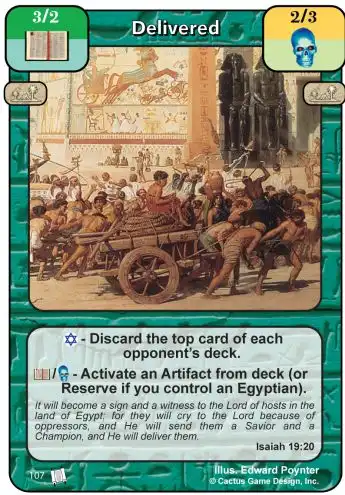 3/2
Delivered
2/3
- Discard the top card of each
opponent's deck.
/ - Activate an Artifact from deck (or
Reserve if you control an Egyptian).
It will become a sign and a witness to the Lord of hosts in the
land of Egypt; for they will cry to the Lord because of
oppressors, and He will send them a Savior and a
Champion, and He will deliver them.
Isaiah 19:20
107
Illus. Edward Poynter
© Cactus Game Design, Inc.